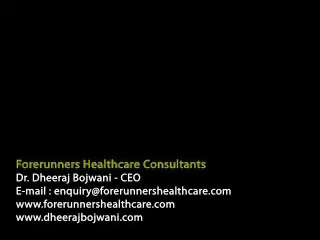 Forerunners Healthcare Consultants
Dr. Dheeraj Bojwani - CEO
E-mail : enquiry@forerunnershealthcare.com
www.forerunnershealthcare.com
www.dheerajbojwani.com